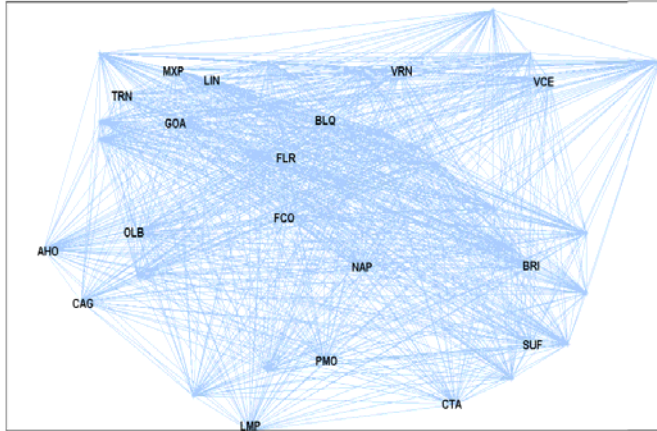 MXP
LIN
VRN
VCE
TRN
GOA
BLQ
FLR
FCO
OLB
AHO
NAP
BRI
CAG
SUF
PMO
CTA
LMP